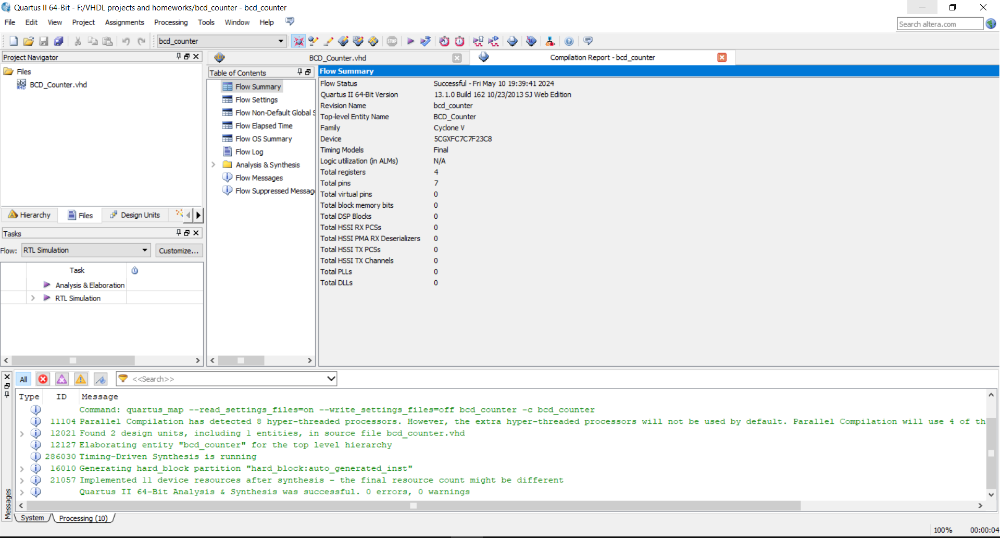 Quartus II 64-Bit - F:/VHDL projects and homeworks/bcd_counter - bcd_counter
File Edit View Project Assignments Processing Tools Window Help
Search altera.com
bcd_counter
STOP
Project Navigator
Files
abd
VHD
BCD_Counter.vhd
Hierarchy Files Design Units
Tasks
Flow: RTL Simulation Customize...
Task
Analysis & Elaboration
RTL Simulation
BCD_Counter.vhd
Compilation Report - bcd_counter
Table of Contents
Flow Summary
Flow Settings
Flow Non-Default Global S
Flow Elapsed Time
Flow OS Summary
Flow Log
Analysis & Synthesis
Flow Messages
Flow Suppressed Messag
Flow Summary
Flow Status Successful - Fri May 10 19:39:41 2024
Quartus II 64-Bit Version 13.1.0 Build 162 10/23/2013 SJ Web Edition
Revision Name bcd_counter
Top-level Entity Name BCD_Counter
Family Cyclone V
Device 5CGXFC7C7F23C8
Timing Models Final
Logic utilization (in ALMs) N/A
Total registers 4
Total pins 7
Total virtual pins 0
Total block memory bits 0
Total DSP Blocks 0
Total HSSI RX PCSs 0
Total HSSI PMA RX Deserializers 0
Total HSSI TX PCSs 0
Total HSSI TX Channels 0
Total PLLs 0
Total DLLs 0
All <<Search>>
Type ID Message
Command: quartus_map --read_settings_files=on --write_settings_files=off bcd_counter -c bcd_counter
11104 Parallel Compilation has detected 8 hyper-threaded processors. However, the extra hyper-threaded processors will not be used by default. Parallel Compilation will use 4 of th
12021 Found 2 design units, including 1 entities, in source file bcd_counter.vhd
12127 Elaborating entity "bcd_counter" for the top level hierarchy
286030 Timing-Driven Synthesis is running
16010 Generating hard_block partition "hard_block:auto_generated_inst"
21057 Implemented 11 device resources after synthesis - the final resource count might be different
Quartus II 64-Bit Analysis & Synthesis was successful. 0 errors, 0 warnings
Messages
System Processing (10)
100% 00:00:04